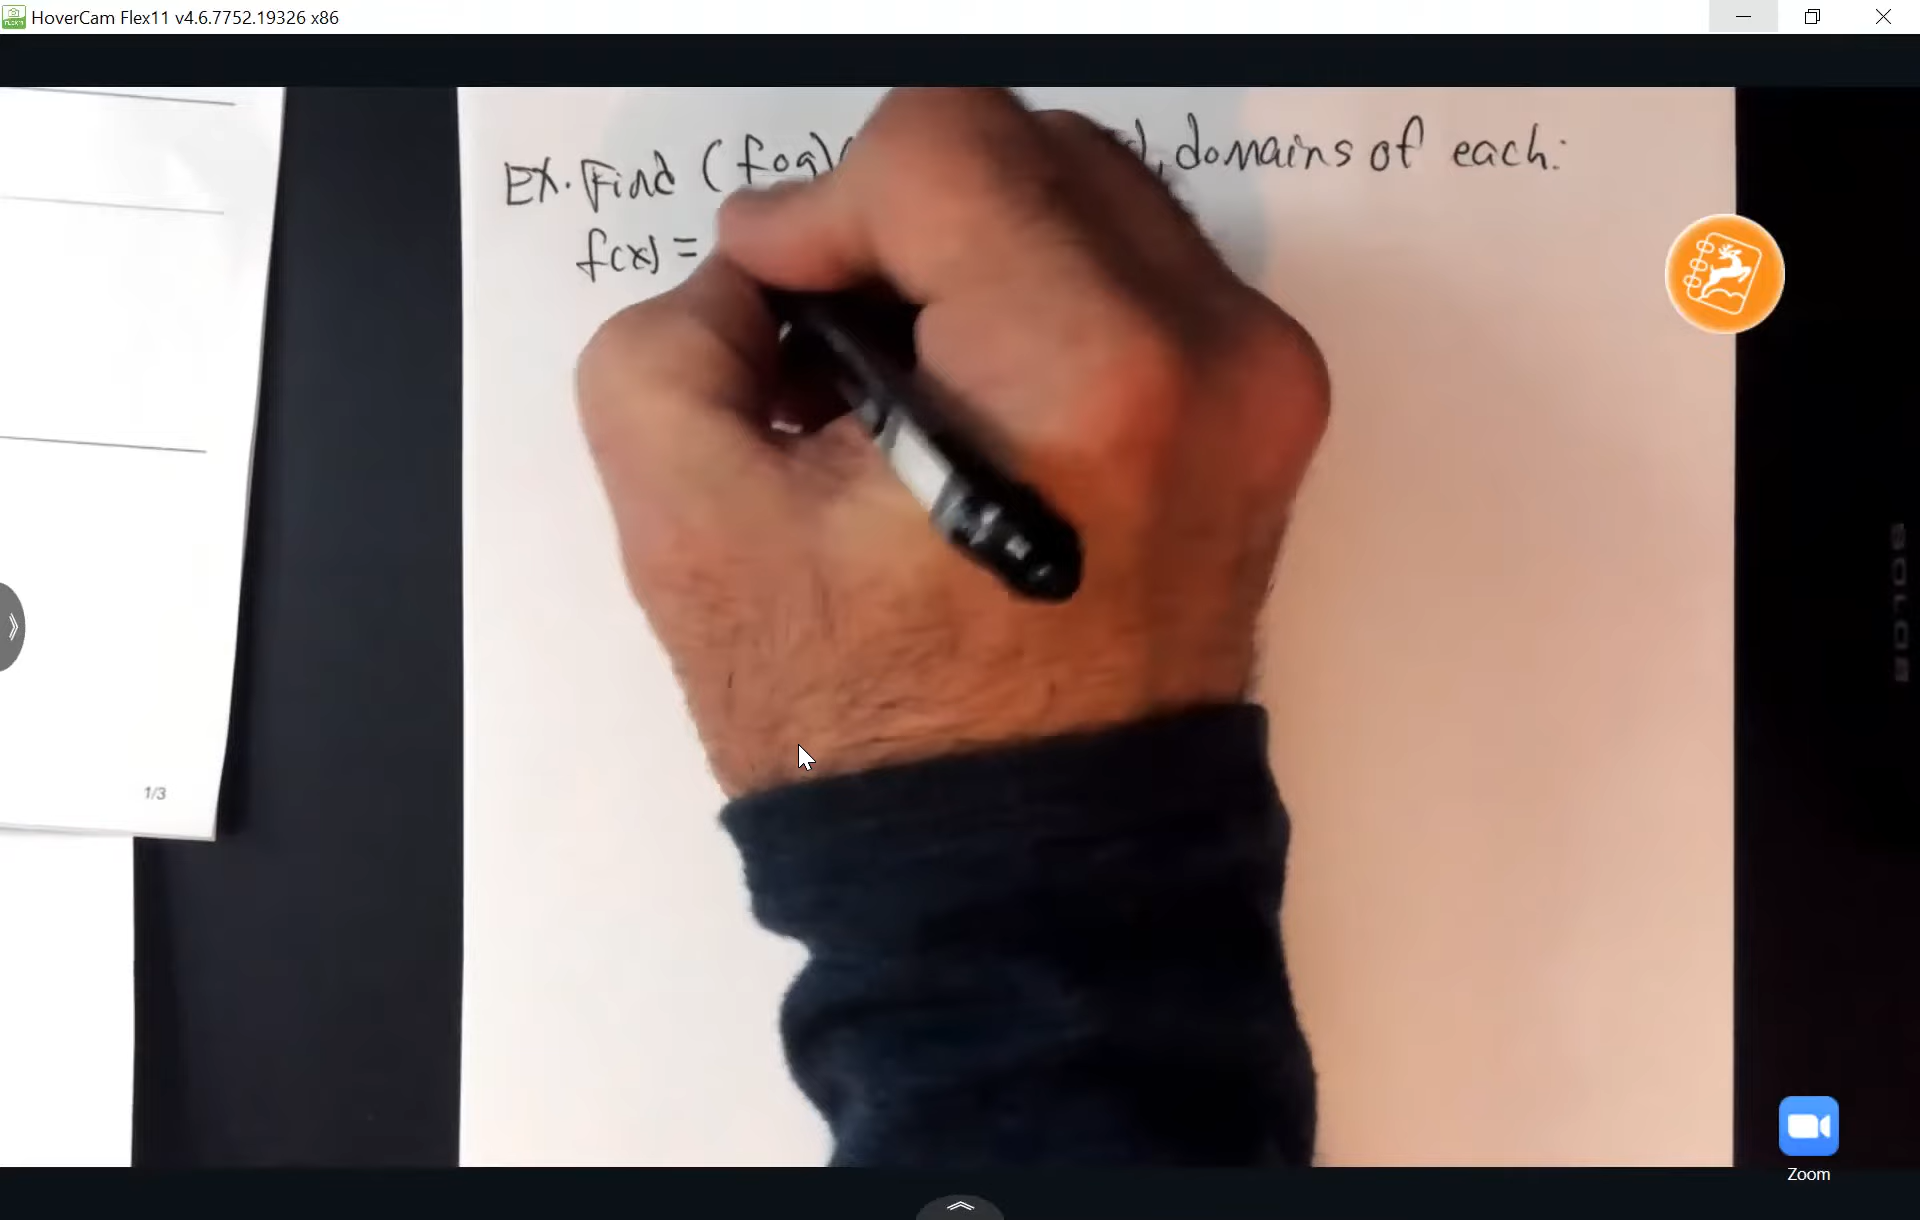 HoverCam Flex11 v4.6.7752.19326 x86
EX. Find (fog)( ), domains of each:
f(x) =
1/3
Zoom